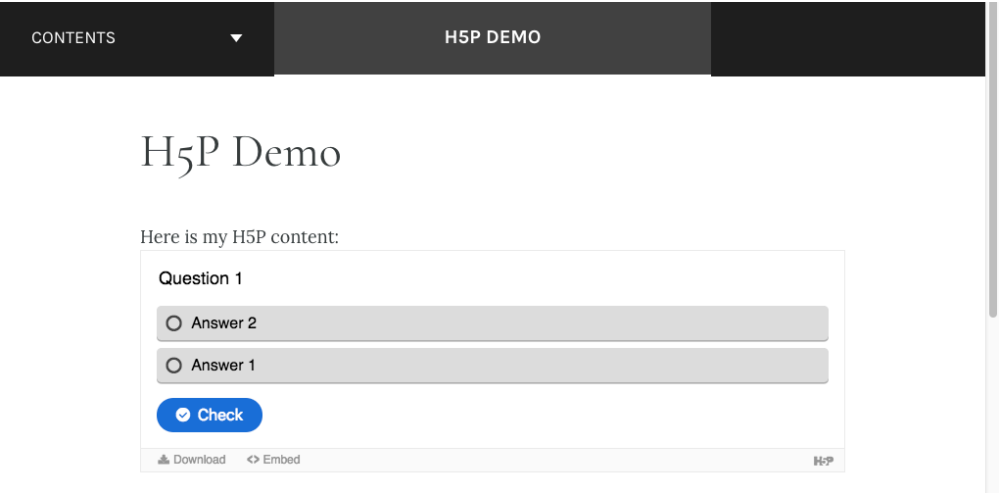 CONTENTS
H5P DEMO
H5P Demo
Here is my H5P content:
Question 1
Answer 2
Answer 1
Check
Download <> Embed
H5P